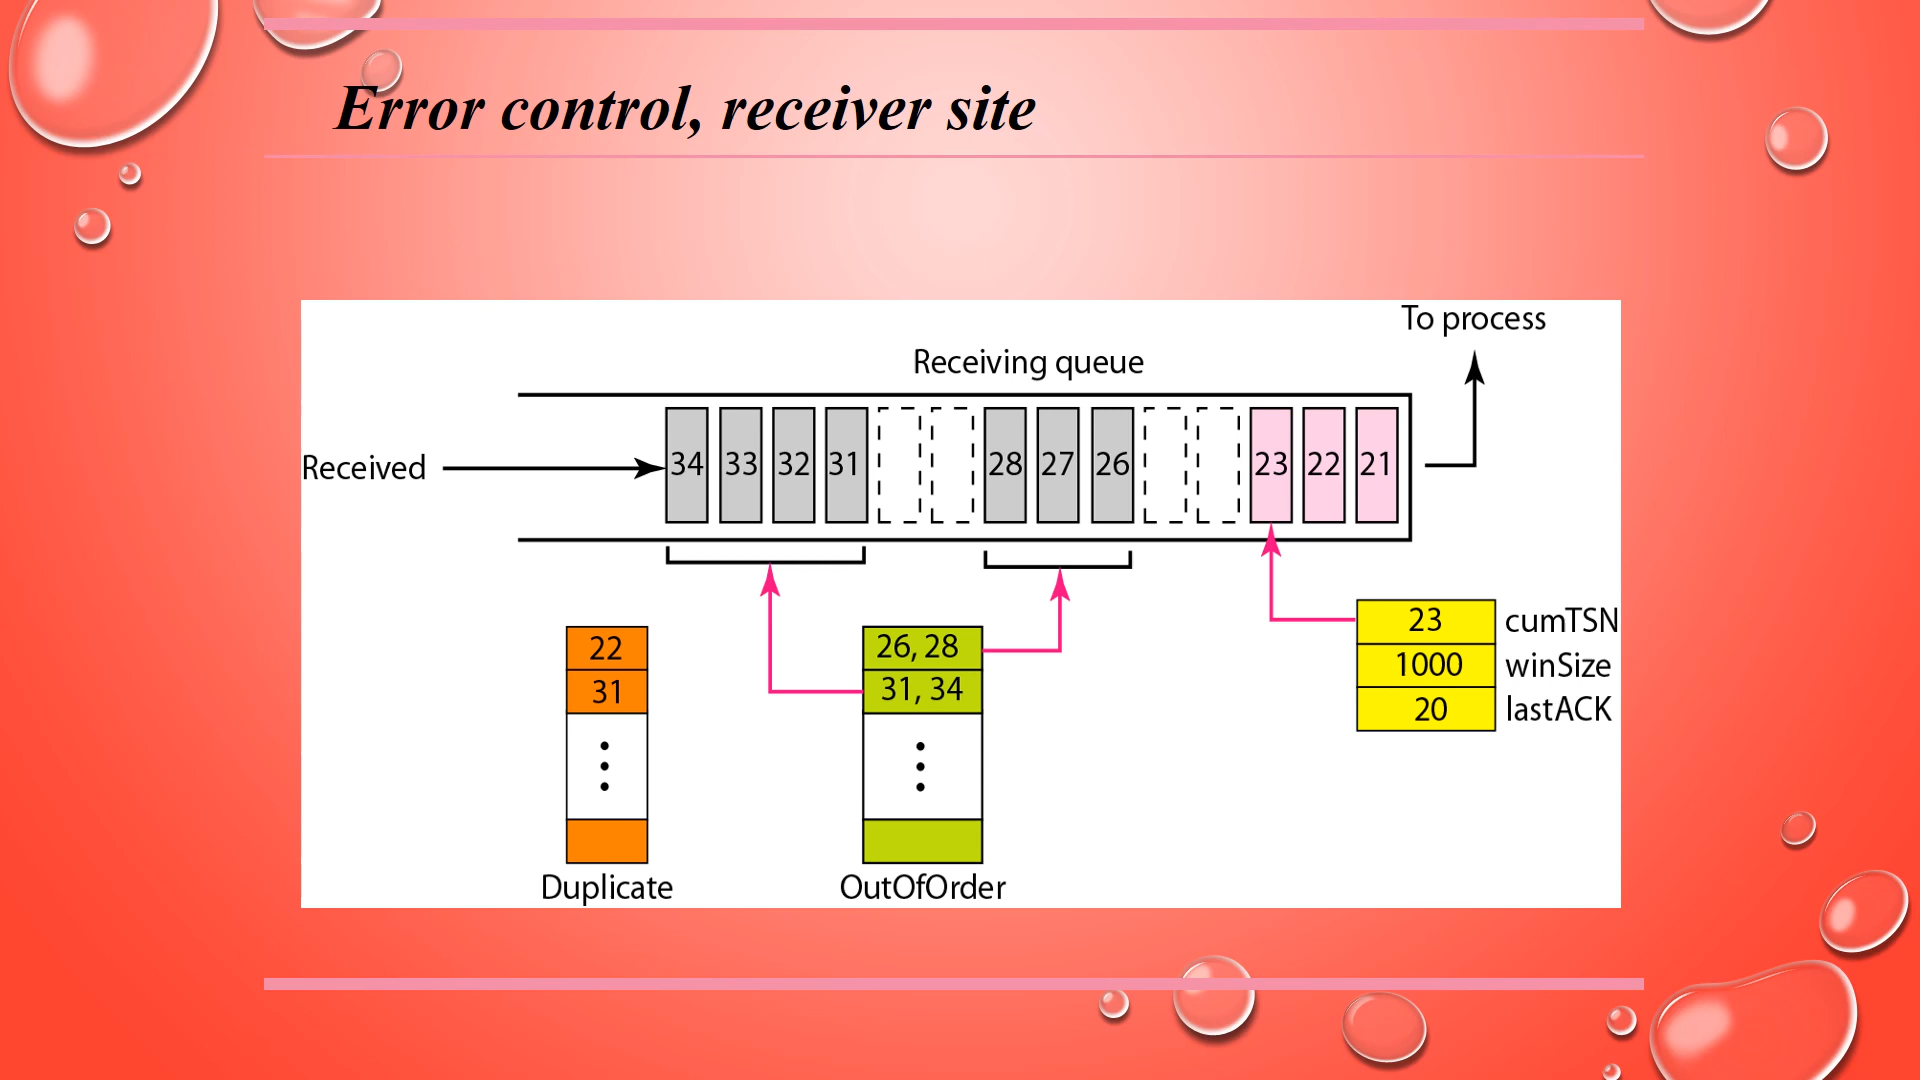 Error control, receiver site
To process
Receiving queue
Received
34 33 32 31 28 27 26 23 22 21
23 cumTSN
1000 winSize
20 lastACK
22
31
Duplicate
26, 28
31, 34
OutOfOrder